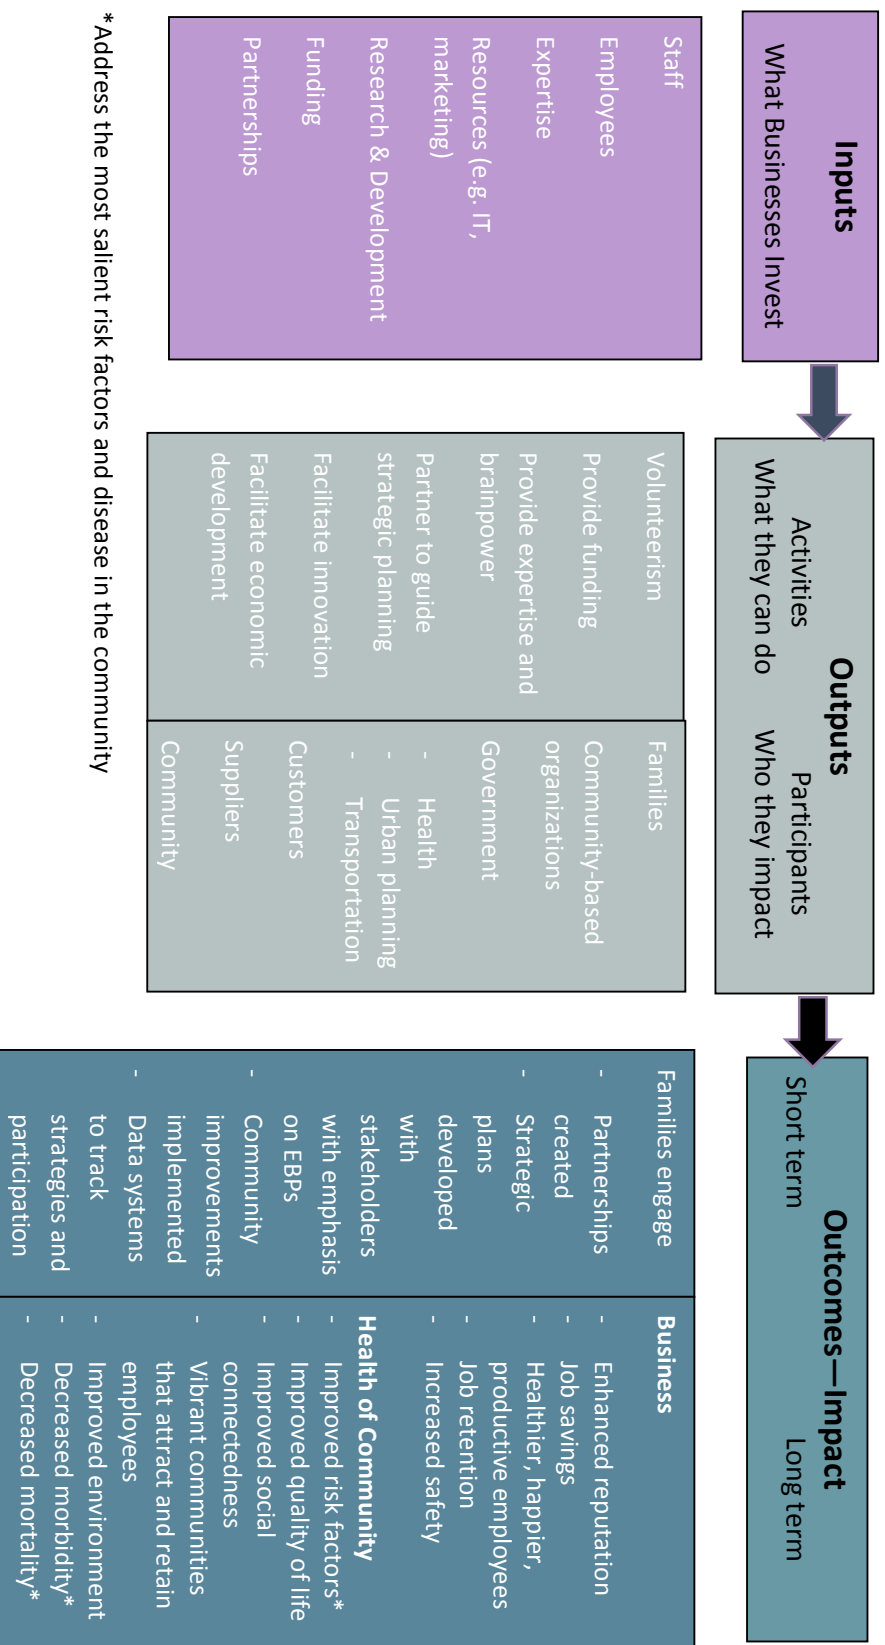 Inputs
What Businesses Invest
Staff
Employees
Expertise
Resources (e.g. IT,
marketing)
Research & Development
Funding
Partnerships
Outputs
Activities
What they can do
Participants
Who they impact
Volunteerism
Provide funding
Provide expertise and
brainpower
Partner to guide
strategic planning
Facilitate innovation
Facilitate economic
development
Families
Community-based
organizations
Government
- Health
- Urban planning
- Transportation
Customers
Suppliers
Community
Outcomes—Impact
Short term
Long term
Families engage
- Partnerships
created
- Strategic
plans
developed
with
stakeholders
with emphasis
on EBPs
- Community
improvements
implemented
- Data systems
to track
strategies and
participation
Business
- Enhanced reputation
- Job savings
- Healthier, happier,
productive employees
- Job retention
- Increased safety
Health of Community
- Improved risk factors*
- Improved quality of life
- Improved social
connectedness
- Vibrant communities
that attract and retain
employees
- Improved environment
- Decreased morbidity*
- Decreased mortality*
*Address the most salient risk factors and disease in the community